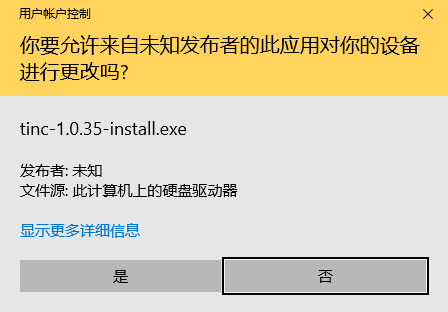 用户帐户控制
你要允许来自未知发布者的此应用对你的设备
进行更改吗?
tinc-1.0.35-install.exe
发布者: 未知
文件源: 此计算机上的硬盘驱动器
显示更多详细信息
是
否